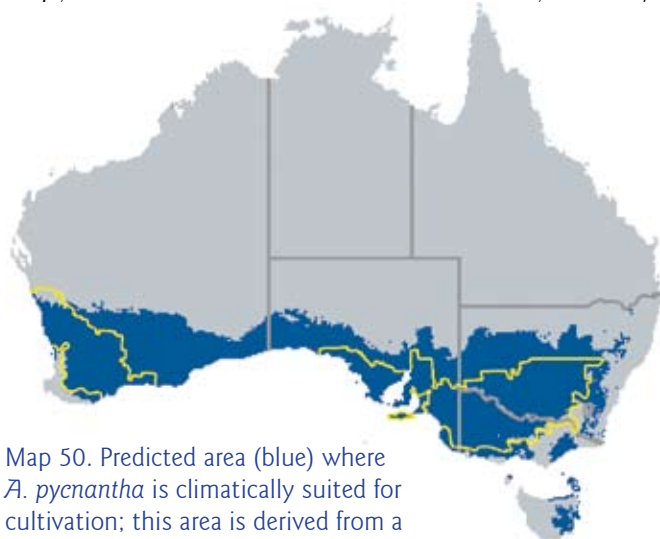 Map 50. Predicted area (blue) where
A. pycnantha is climatically suited for
cultivation; this area is derived from a